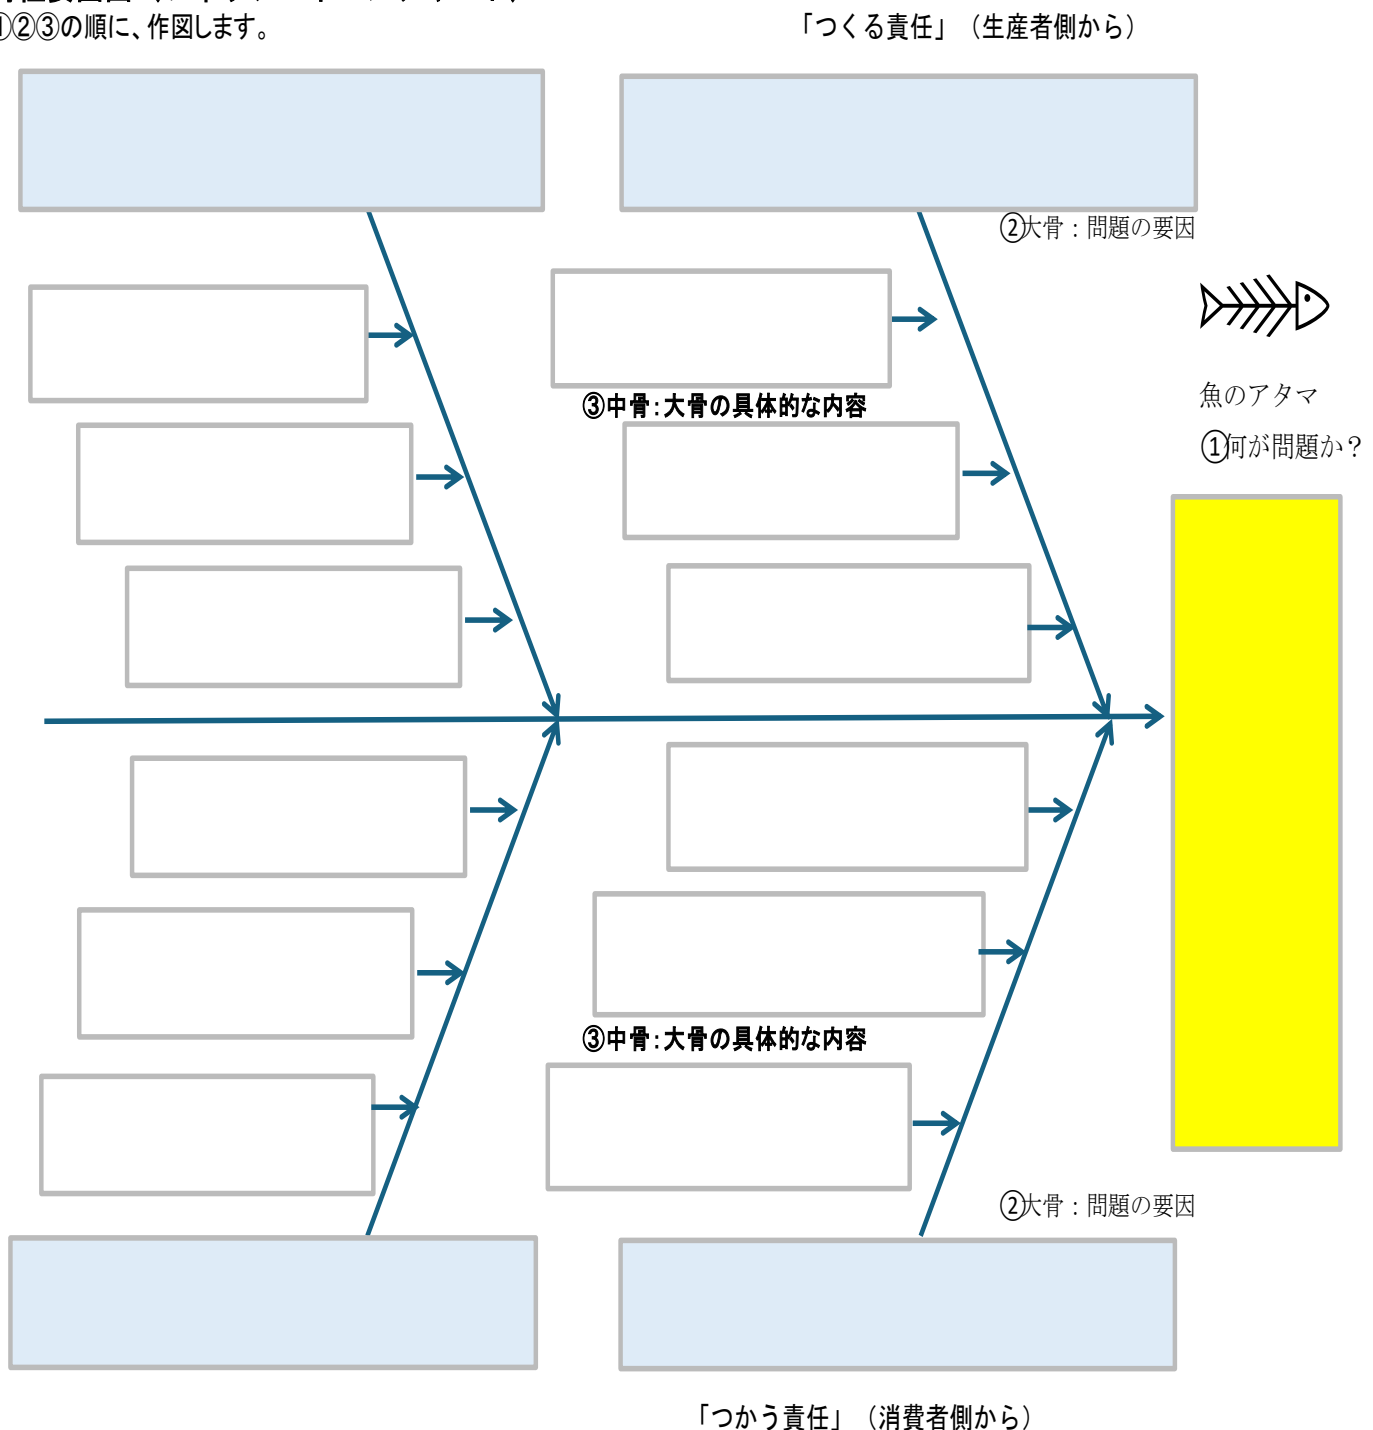 ①②③の順に、作図します。
「つくる責任」（生産者側から）
②大骨：問題の要因
③中骨：大骨の具体的な内容
魚のアタマ
①何が問題か？
③中骨：大骨の具体的な内容
②大骨：問題の要因
「つかう責任」（消費者側から）